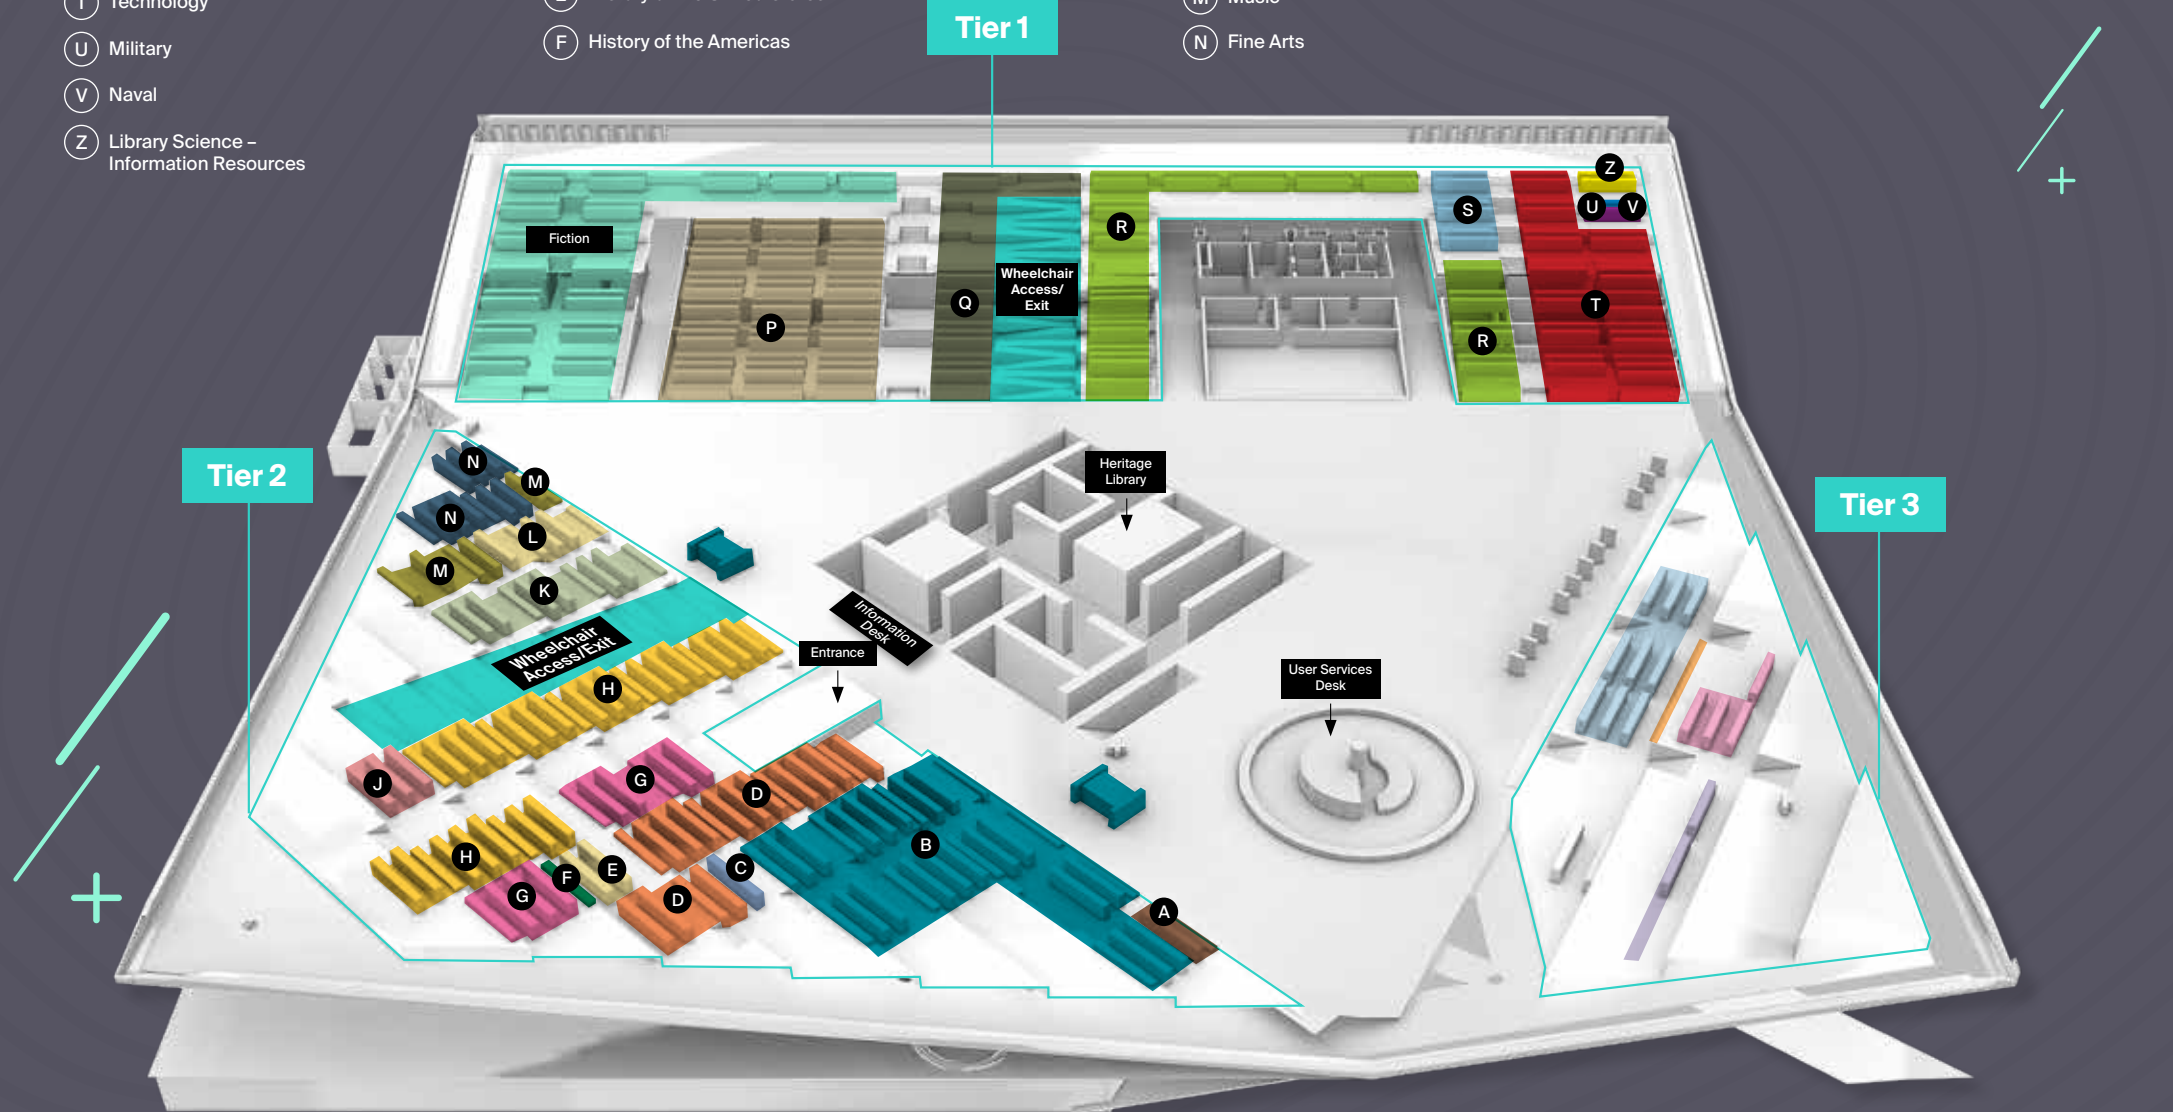 T Technology
U Military
V Naval
Z Library Science –
Information Resources
E
F History of the Americas
Tier 1
M Music
N Fine Arts
Z
U V
S
R
Fiction
Wheelchair
Access/
Exit
Q
T
P
R
Tier 2
N
M
N
L
M
K
Heritage
Library
Tier 3
Information
Desk
Entrance
Wheelchair
Access/Exit
H
User Services
Desk
J
G
D
B
H
F
E
C
G
D
A